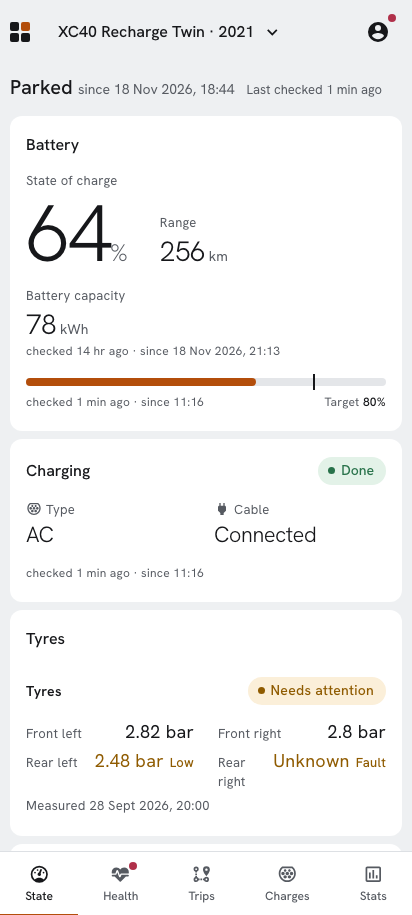 XC40 Recharge Twin · 2021
Parked since 18 Nov 2026, 18:44 Last checked 1 min ago
Battery
State of charge
64%
Range
256 km
Battery capacity
78 kWh
checked 14 hr ago · since 18 Nov 2026, 21:13
checked 1 min ago · since 11:16 Target 80%
Charging Done
Type Cable
AC Connected
checked 1 min ago · since 11:16
Tyres
Tyres Needs attention
Front left 2.82 bar Front right 2.8 bar
Rear left 2.48 bar Low Rear right Unknown Fault
Measured 28 Sept 2026, 20:00
State Health Trips Charges Stats